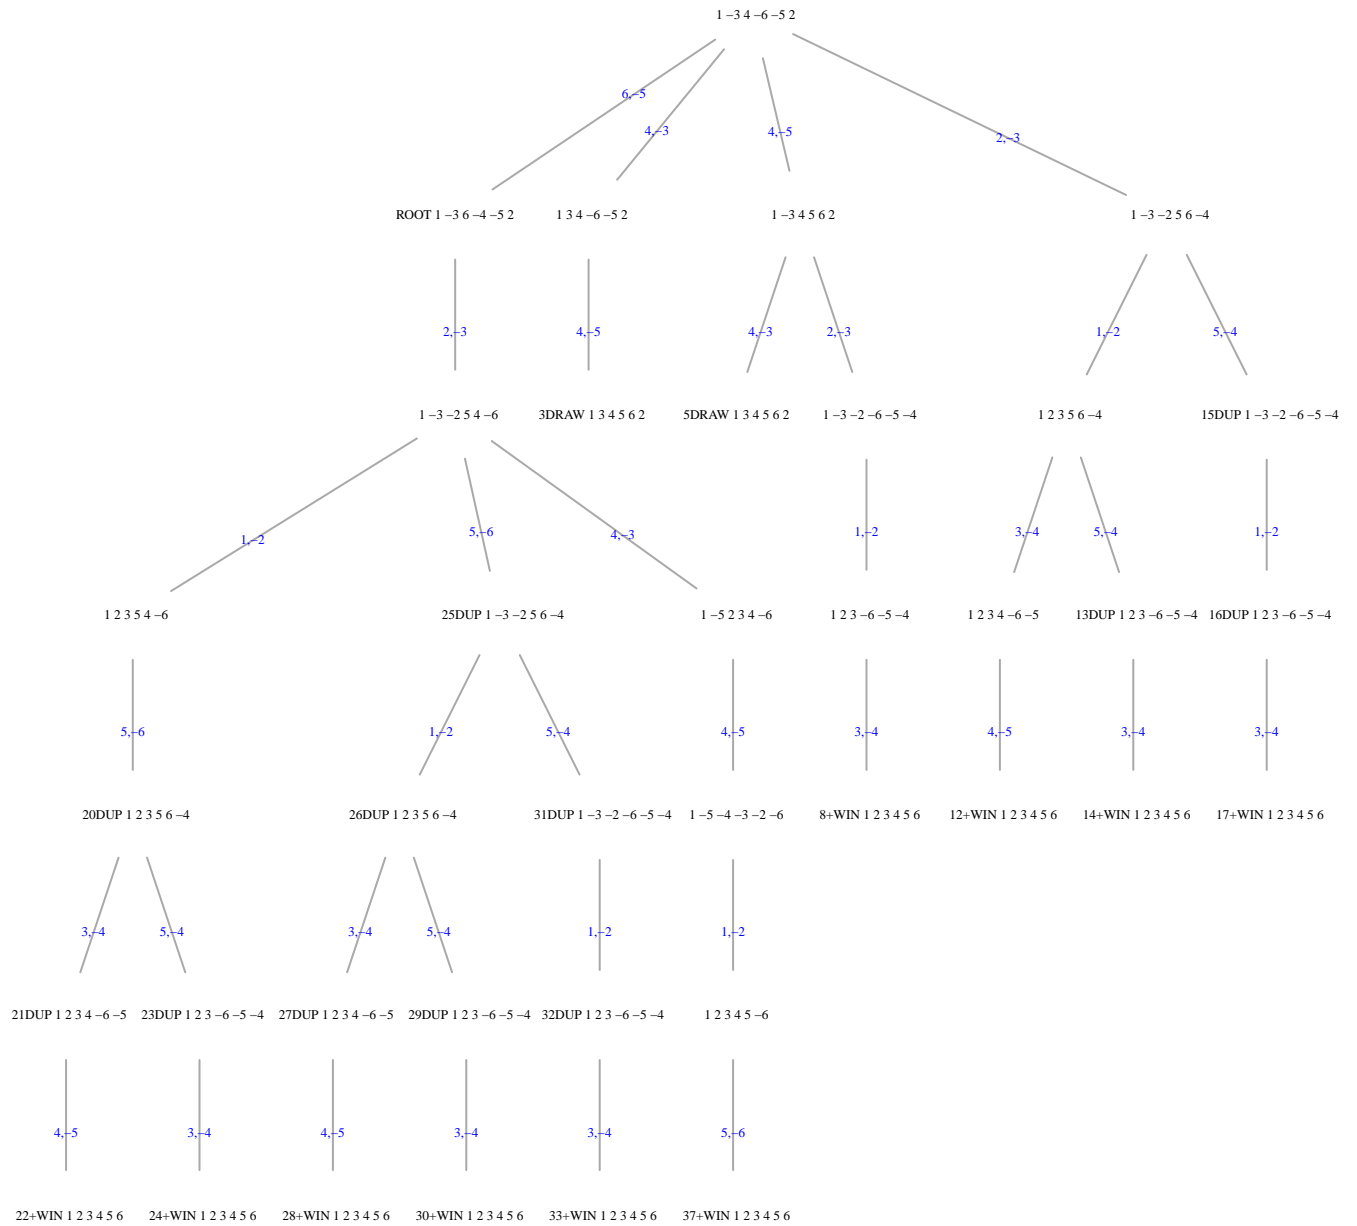 1 −3 4 −6 −5 2
6,−5
4,−3
4,−5
2,−3
ROOT 1 −3 6 −4 −5 2
1 3 4 −6 −5 2
1 −3 4 5 6 2
1 −3 −2 5 6 −4
2,−3
4,−5
4,−3
2,−3
1,−2
5,−4
1 −3 −2 5 4 −6
3DRAW 1 3 4 5 6 2
5DRAW 1 3 4 5 6 2
1 −3 −2 −6 −5 −4
1 2 3 5 6 −4
15DUP 1 −3 −2 −6 −5 −4
1,−2
5,−6
4,−3
1,−2
3,−4
5,−4
1,−2
1 2 3 5 4 −6
25DUP 1 −3 −2 5 6 −4
1 −5 2 3 4 −6
1 2 3 −6 −5 −4
1 2 3 4 −6 −5
13DUP 1 2 3 −6 −5 −4
16DUP 1 2 3 −6 −5 −4
5,−6
1,−2
5,−4
4,−5
3,−4
4,−5
3,−4
3,−4
20DUP 1 2 3 5 6 −4
26DUP 1 2 3 5 6 −4
31DUP 1 −3 −2 −6 −5 −4
1 −5 −4 −3 −2 −6
8+WIN 1 2 3 4 5 6
12+WIN 1 2 3 4 5 6
14+WIN 1 2 3 4 5 6
17+WIN 1 2 3 4 5 6
3,−4
5,−4
3,−4
5,−4
1,−2
1,−2
21DUP 1 2 3 4 −6 −5
23DUP 1 2 3 −6 −5 −4
27DUP 1 2 3 4 −6 −5
29DUP 1 2 3 −6 −5 −4
32DUP 1 2 3 −6 −5 −4
1 2 3 4 5 −6
4,−5
3,−4
4,−5
3,−4
3,−4
5,−6
22+WIN 1 2 3 4 5 6
24+WIN 1 2 3 4 5 6
28+WIN 1 2 3 4 5 6
30+WIN 1 2 3 4 5 6
33+WIN 1 2 3 4 5 6
37+WIN 1 2 3 4 5 6